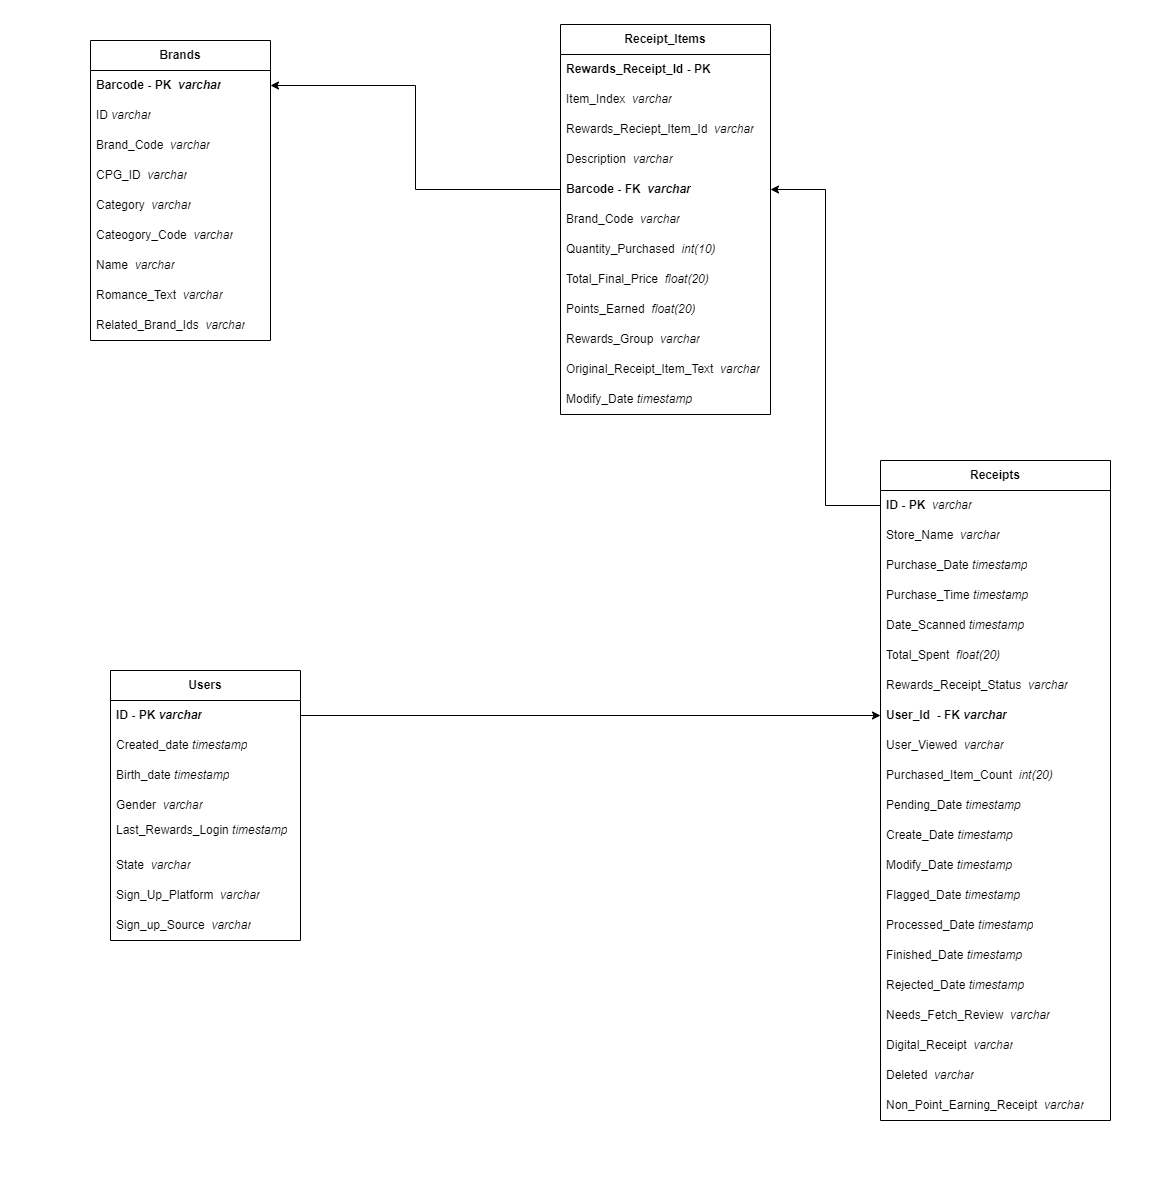 Brands
Barcode - PK varchar
ID varchar
Brand_Code varchar
CPG_ID varchar
Category varchar
Cateogory_Code varchar
Name varchar
Romance_Text varchar
Related_Brand_Ids varchar
Receipt_Items
Rewards_Receipt_Id - PK
Item_Index varchar
Rewards_Reciept_Item_Id varchar
Description varchar
Barcode - FK varchar
Brand_Code varchar
Quantity_Purchased int(10)
Total_Final_Price float(20)
Points_Earned float(20)
Rewards_Group varchar
Original_Receipt_Item_Text varchar
Modify_Date timestamp
Receipts
ID - PK varchar
Store_Name varchar
Purchase_Date timestamp
Purchase_Time timestamp
Date_Scanned timestamp
Total_Spent float(20)
Rewards_Receipt_Status varchar
User_Id - FK varchar
User_Viewed varchar
Purchased_Item_Count int(20)
Pending_Date timestamp
Create_Date timestamp
Modify_Date timestamp
Flagged_Date timestamp
Processed_Date timestamp
Finished_Date timestamp
Rejected_Date timestamp
Needs_Fetch_Review varchar
Digital_Receipt varchar
Deleted varchar
Non_Point_Earning_Receipt varchar
Users
ID - PK varchar
Created_date timestamp
Birth_date timestamp
Gender varchar
Last_Rewards_Login timestamp
State varchar
Sign_Up_Platform varchar
Sign_up_Source varchar